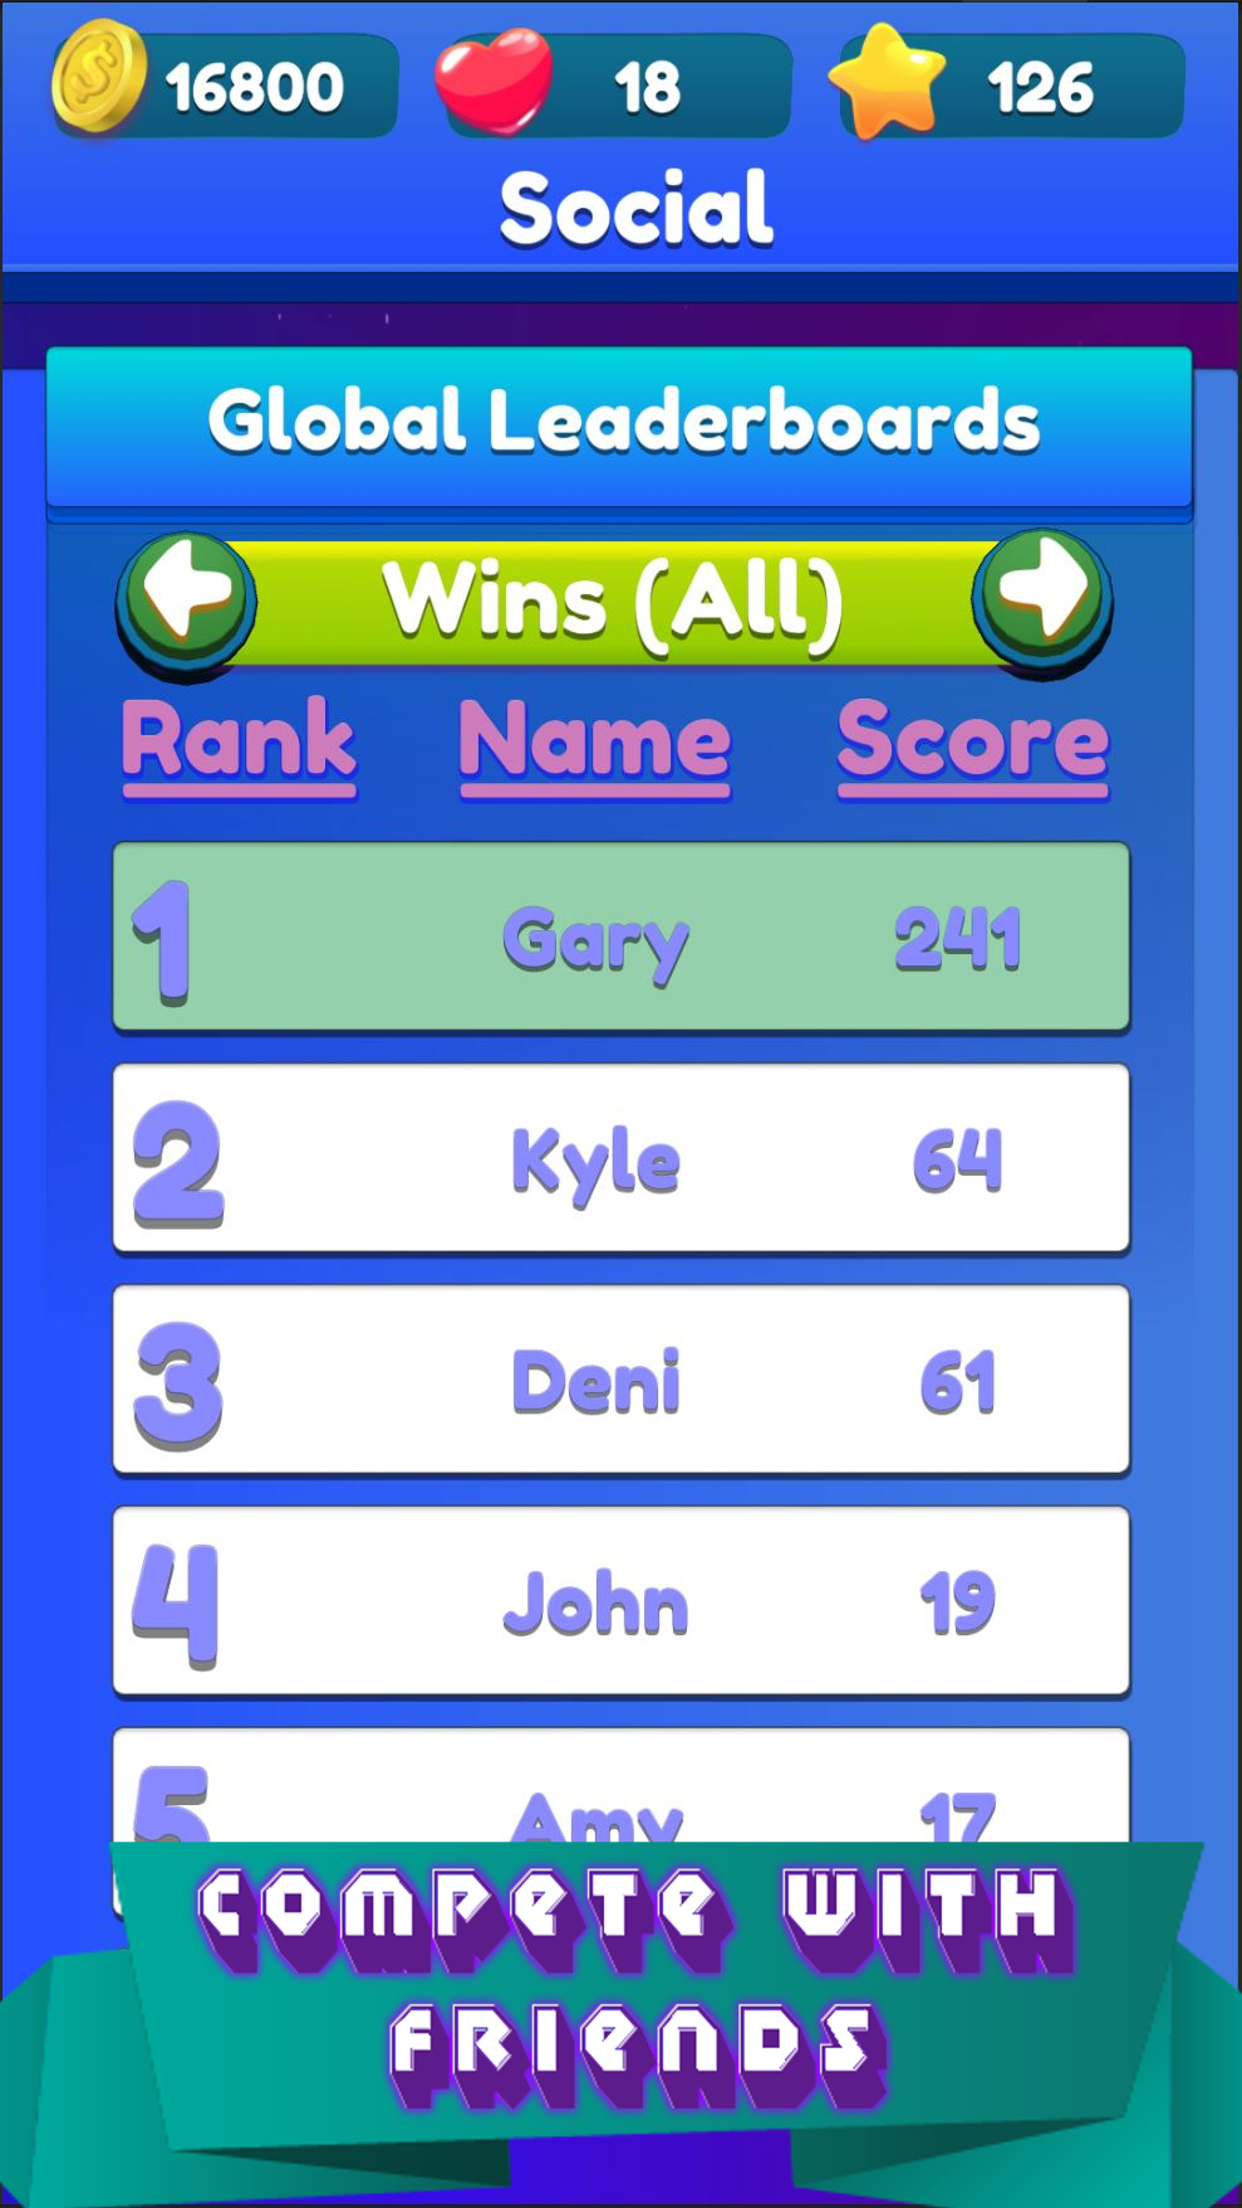 16800 18 126
Social
Global Leaderboards
Wins (All)
Rank Name Score
1 Gary 241
2 Kyle 64
3 Deni 61
4 John 19
5 Amy 17
COMPETE WITH
FRIENDS